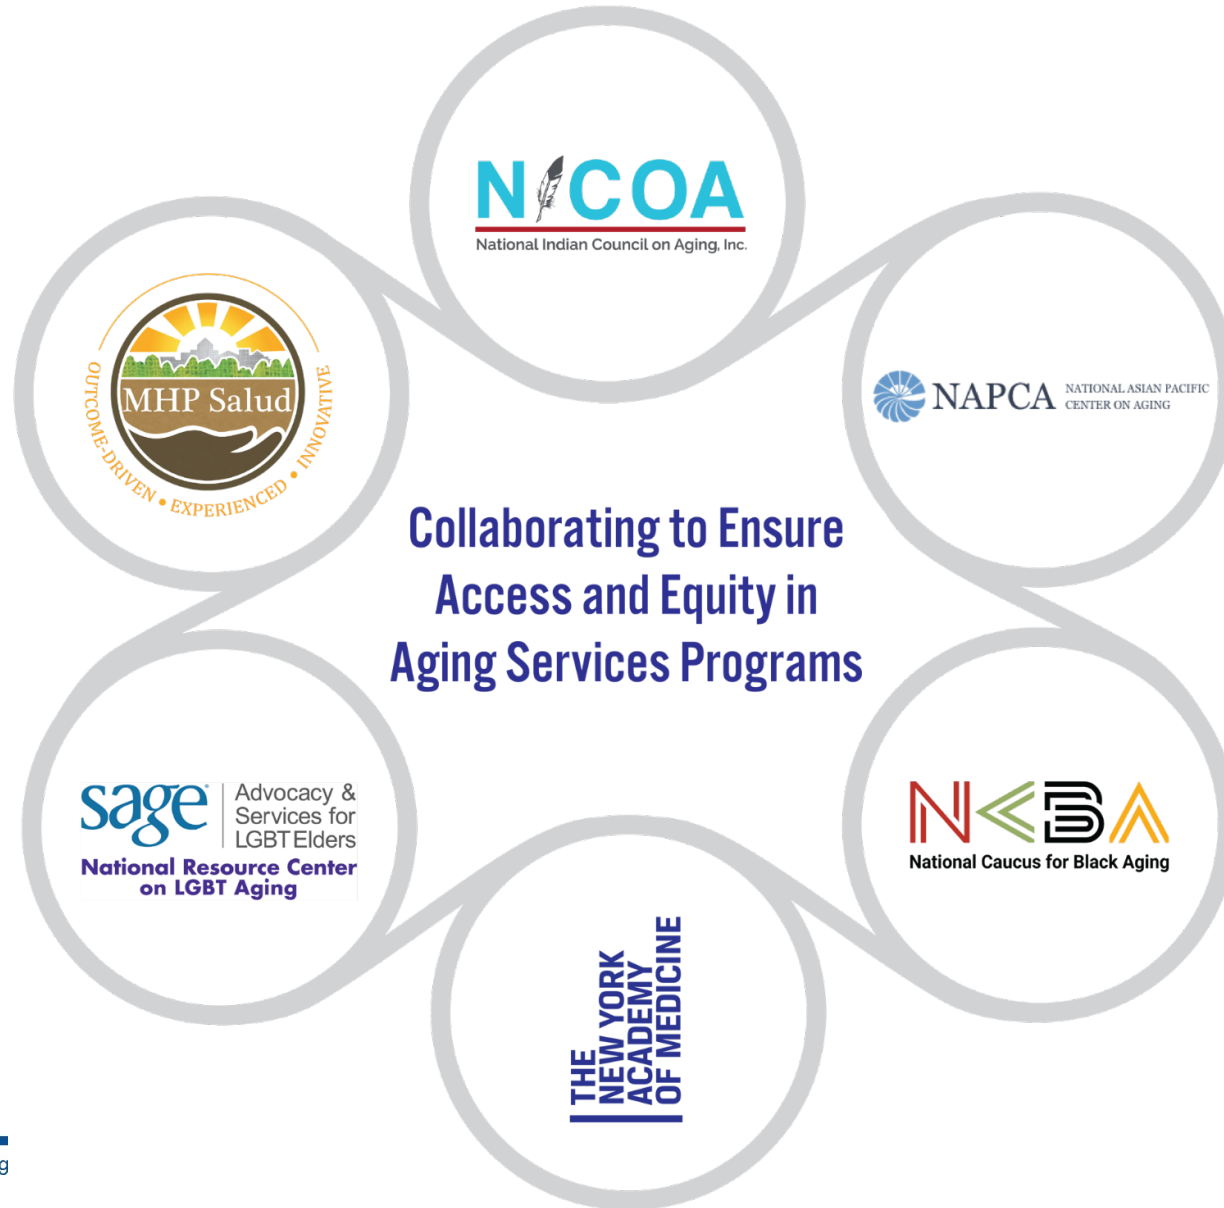 NICOA
National Indian Council on Aging, Inc.
MHP Salud
OUTCOME-DRIVEN • EXPERIENCED • INNOVATIVE
NAPCA
NATIONAL ASIAN PACIFIC
CENTER ON AGING
Collaborating to Ensure
Access and Equity in
Aging Services Programs
sage
Advocacy &
Services for
LGBT Elders
National Resource Center
on LGBT Aging
NCBA
National Caucus for Black Aging
THE
NEW YORK
ACADEMY
OF MEDICINE
g